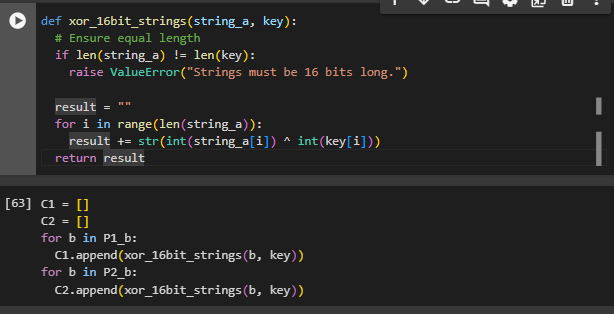 def xor_16bit_strings(string_a, key):
  # Ensure equal length
  if len(string_a) != len(key):
    raise ValueError("Strings must be 16 bits long.")

  result = ""
  for i in range(len(string_a)):
    result += str(int(string_a[i]) ^ int(key[i]))
  return result
[63] C1 = []
C2 = []
for b in P1_b:
  C1.append(xor_16bit_strings(b, key))
for b in P2_b:
  C2.append(xor_16bit_strings(b, key))